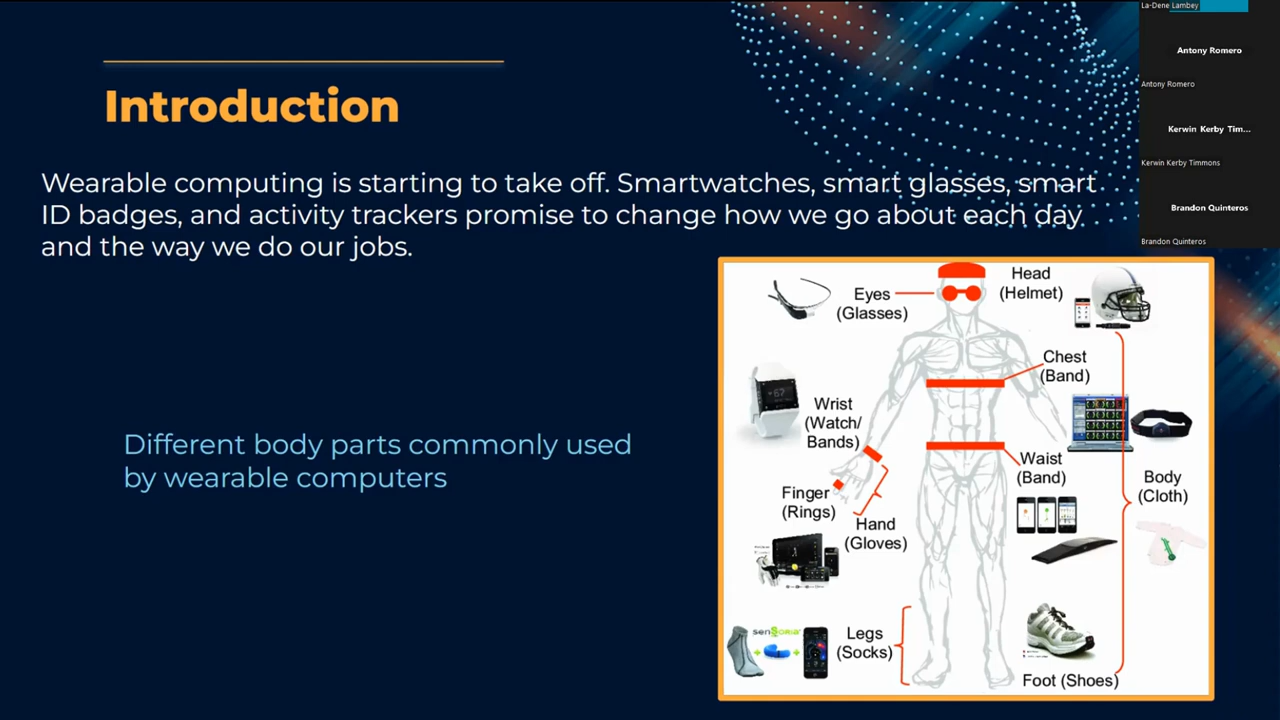 Introduction
Wearable computing is starting to take off. Smartwatches, smart glasses, smart
ID badges, and activity trackers promise to change how we go about each day
and the way we do our jobs.
Different body parts commonly used
by wearable computers
Eyes
(Glasses)
Head
(Helmet)
Chest
(Band)
Wrist
(Watch/
Bands)
Waist
(Band)
Finger
(Rings)
Hand
(Gloves)
Body
(Cloth)
Legs
(Socks)
Foot (Shoes)
senSoria
La-Dene Lambey
Antony Romero
Antony Romero
Kerwin Kerby Tim...
Kerwin Kerby Timmons
Brandon Quinteros
Brandon Quinteros